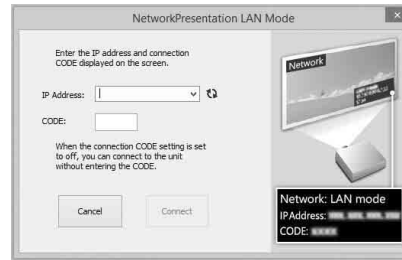 NetworkPresentation LAN Mode
Enter the IP address and connection
CODE displayed on the screen.
IP Address:
CODE:
When the connection CODE setting is set
to off, you can connect to the unit
without entering the CODE.
Cancel
Connect
Network
Network: LAN mode
IPAddress:
CODE: